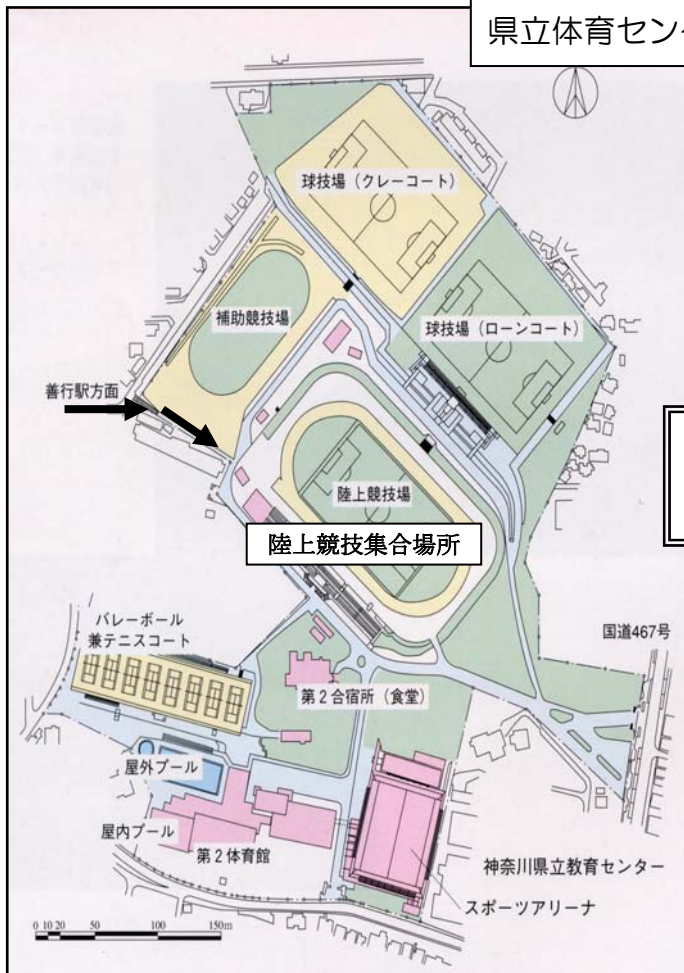 県立体育セン
球技場（クレーコート）
補助競技場
球技場（ローンコート）
善行駅方面
陸上競技場
陸上競技集合場所
バレーボール
兼テニスコート
国道467号
第2合宿所（食堂）
屋外プール
屋内プール
第2体育館
神奈川県立教育センター
スポーツアリーナ
0 10 20 50 100 150m